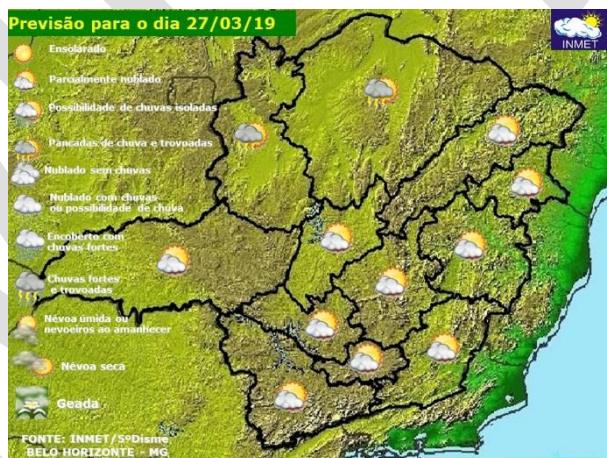 Previsão para o dia 27/03/19
INMET
Ensolarado
Parcialmente nublado
Possibilidade de chuvas isoladas
Pancadas de chuva e trovoadas
Nublado sem chuvas
Nublado com chuvas
ou possibilidade de chuva
Encoberto com
chuvas fortes
Chuvas fortes
e trovoadas
Névoa úmida ou
nevoeiros ao amanhecer
Névoa seca
Geada
FONTE: INMET/5ºDisme
BELO HORIZONTE - MG